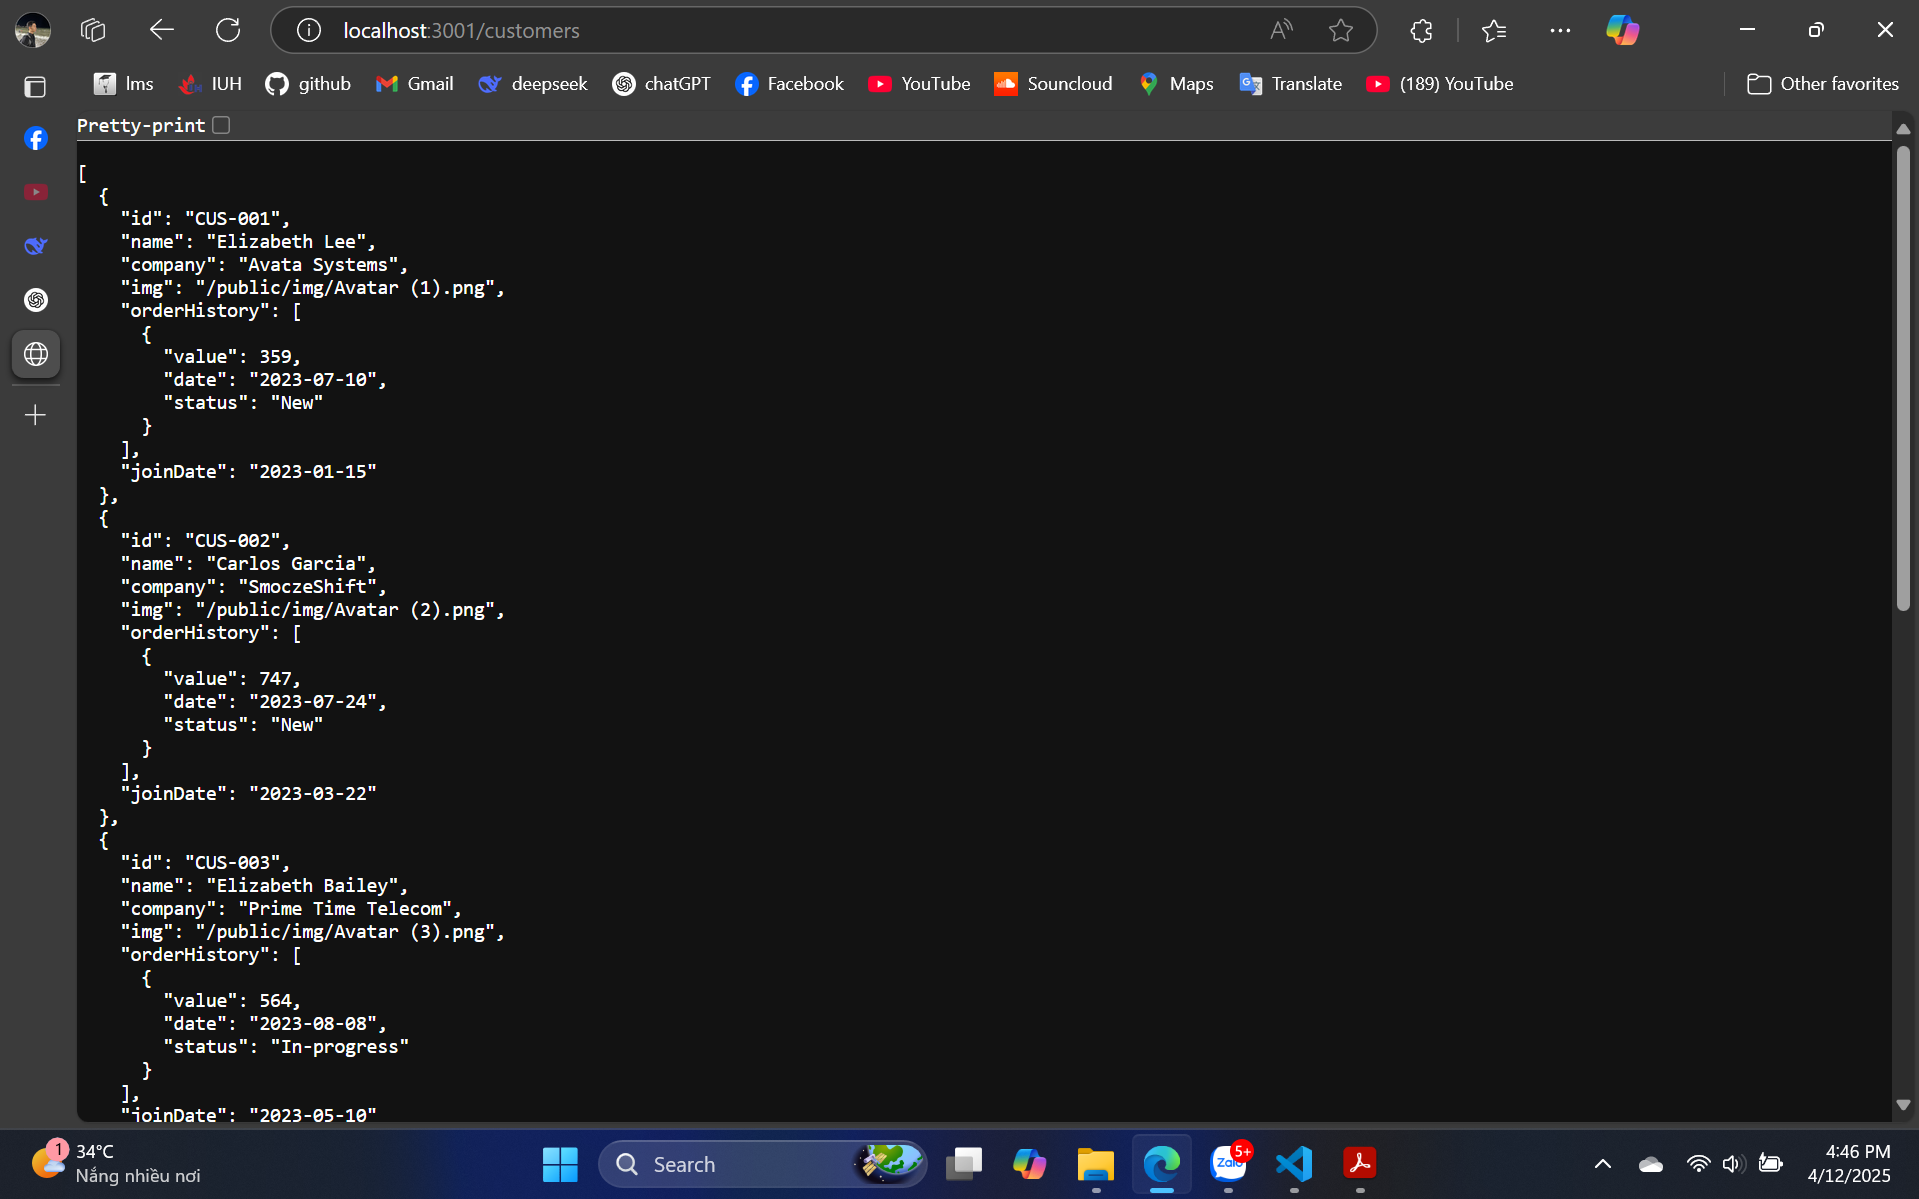 localhost:3001/customers
lms
IUH
github
Gmail
deepseek
chatGPT
Facebook
YouTube
Souncloud
Maps
Translate
(189) YouTube
Other favorites
Pretty-print
[
  {
    "id": "CUS-001",
    "name": "Elizabeth Lee",
    "company": "Avata Systems",
    "img": "/public/img/Avatar (1).png",
    "orderHistory": [
      {
        "value": 359,
        "date": "2023-07-10",
        "status": "New"
      }
    ],
    "joinDate": "2023-01-15"
  },
  {
    "id": "CUS-002",
    "name": "Carlos Garcia",
    "company": "SmoczeShift",
    "img": "/public/img/Avatar (2).png",
    "orderHistory": [
      {
        "value": 747,
        "date": "2023-07-24",
        "status": "New"
      }
    ],
    "joinDate": "2023-03-22"
  },
  {
    "id": "CUS-003",
    "name": "Elizabeth Bailey",
    "company": "Prime Time Telecom",
    "img": "/public/img/Avatar (3).png",
    "orderHistory": [
      {
        "value": 564,
        "date": "2023-08-08",
        "status": "In-progress"
      }
    ],
    "joinDate": "2023-05-10"
1
34°C
Nắng nhiều nơi
Search
Zalo
5+
4:46 PM
4/12/2025